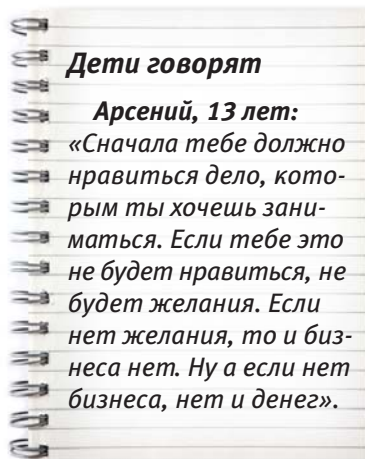 Дети говорят
Арсений, 13 лет:
«Сначала тебе должно
нравиться дело, кото-
рым ты хочешь зани-
маться. Если тебе это
не будет нравиться, не
будет желания. Если
нет желания, то и биз-
неса нет. Ну а если нет
бизнеса, нет и денег».